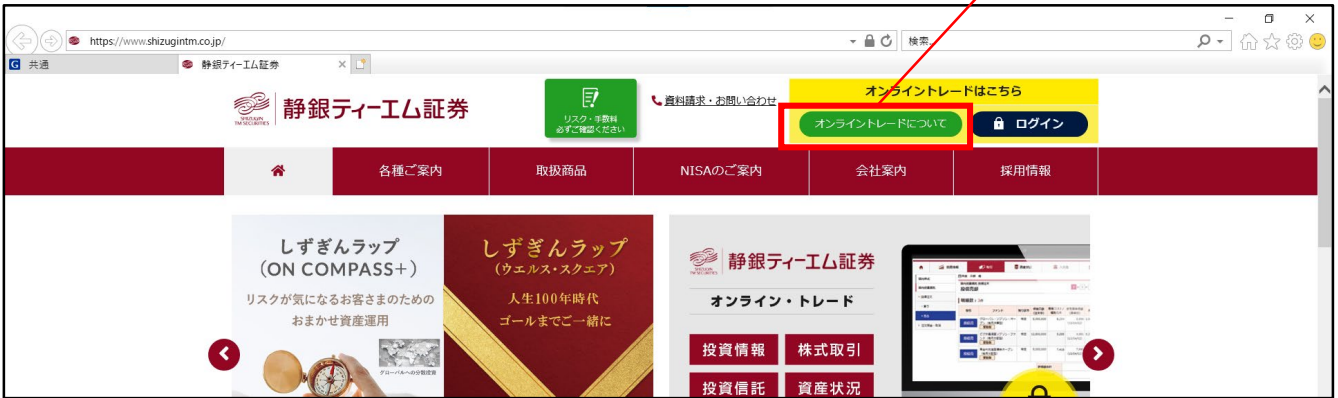 https://www.shizugintm.co.jp/
検索...
共通
静銀ティーエム証券
SHIZUGIN
TM SECURITIES
静銀ティーエム証券
リスク・手数料
必ずご確認ください
資料請求・お問い合わせ
オンライントレードはこちら
オンライントレードについて
ログイン
各種ご案内
取扱商品
NISAのご案内
会社案内
採用情報
しずぎんラップ
(ON COMPASS+)
リスクが気になるお客さまのための
おまかせ資産運用
グローバルへの分散投資
しずぎんラップ
(ウエルス・スクエア)
人生100年時代
ゴールまでご一緒に
SHIZUGIN
TM SECURITIES
静銀ティーエム証券
オンライン・トレード
投資情報
株式取引
投資信託
資産状況